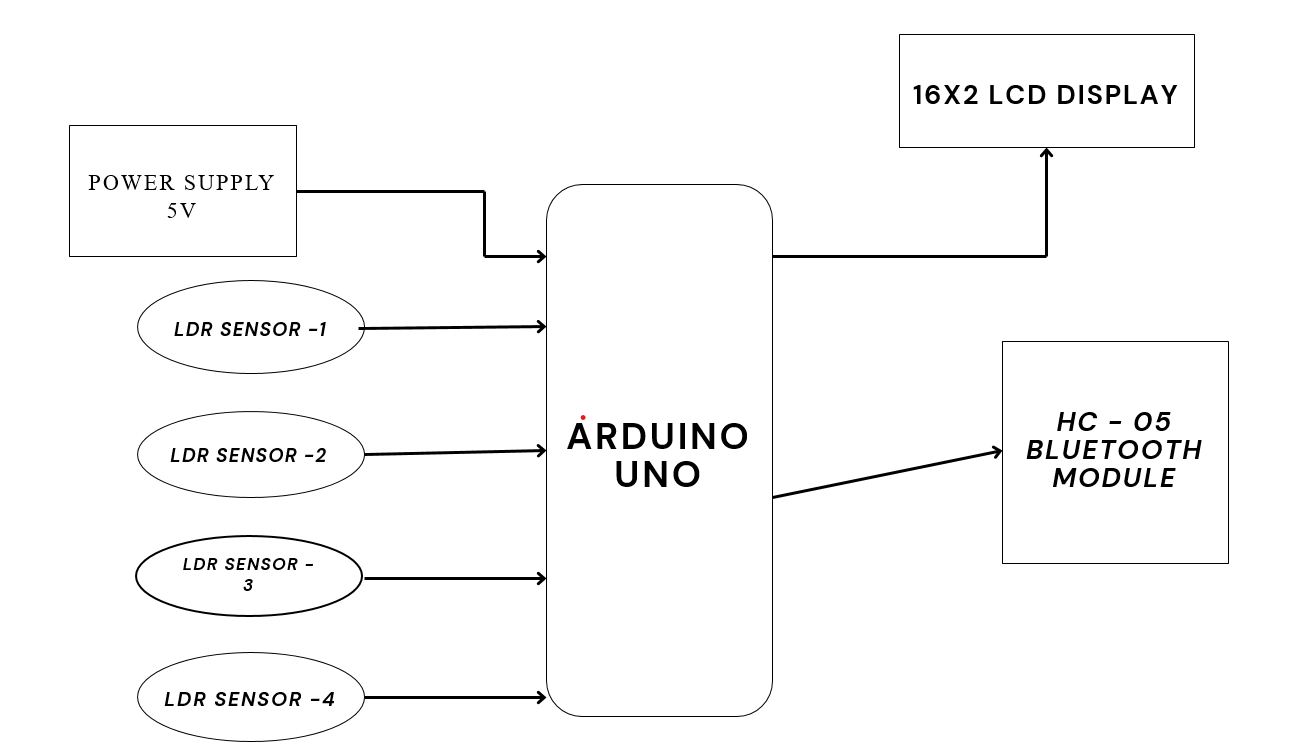 16X2 LCD DISPLAY
POWER SUPPLY
5V
LDR SENSOR -1
LDR SENSOR -2
LDR SENSOR -
3
LDR SENSOR -4
ARDUINO
UNO
HC - 05
BLUETOOTH
MODULE